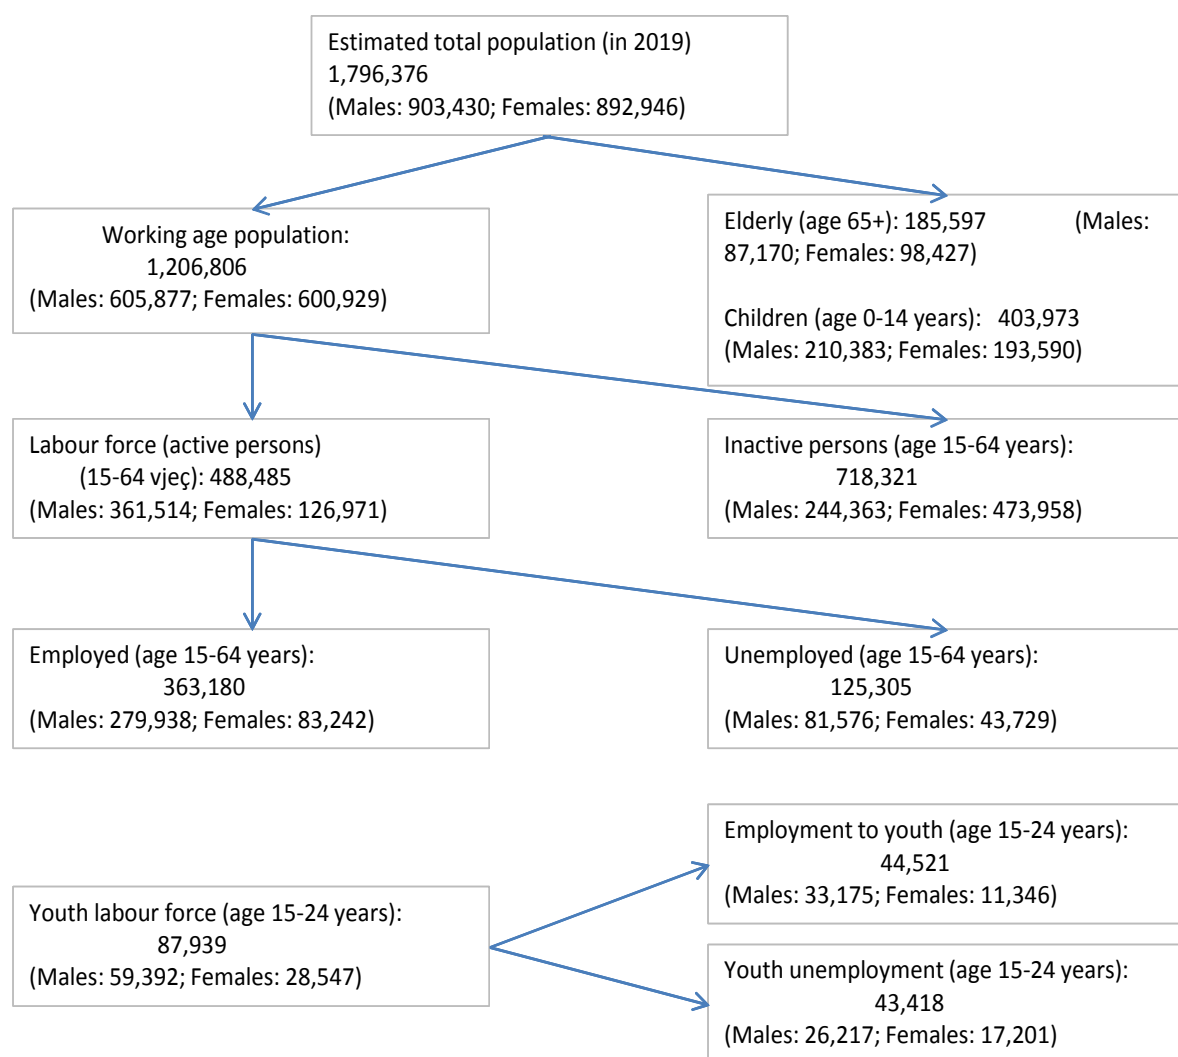 Estimated total population (in 2019)
1,796,376
(Males: 903,430; Females: 892,946)
Working age population:
1,206,806
(Males: 605,877; Females: 600,929)
Elderly (age 65+): 185,597 (Males:
87,170; Females: 98,427)
Children (age 0-14 years): 403,973
(Males: 210,383; Females: 193,590)
Labour force (active persons)
(15-64 vjeç): 488,485
(Males: 361,514; Females: 126,971)
Inactive persons (age 15-64 years):
718,321
(Males: 244,363; Females: 473,958)
Employed (age 15-64 years):
363,180
(Males: 279,938; Females: 83,242)
Unemployed (age 15-64 years):
125,305
(Males: 81,576; Females: 43,729)
Employment to youth (age 15-24 years):
44,521
(Males: 33,175; Females: 11,346)
Youth labour force (age 15-24 years):
87,939
(Males: 59,392; Females: 28,547)
Youth unemployment (age 15-24 years):
43,418
(Males: 26,217; Females: 17,201)